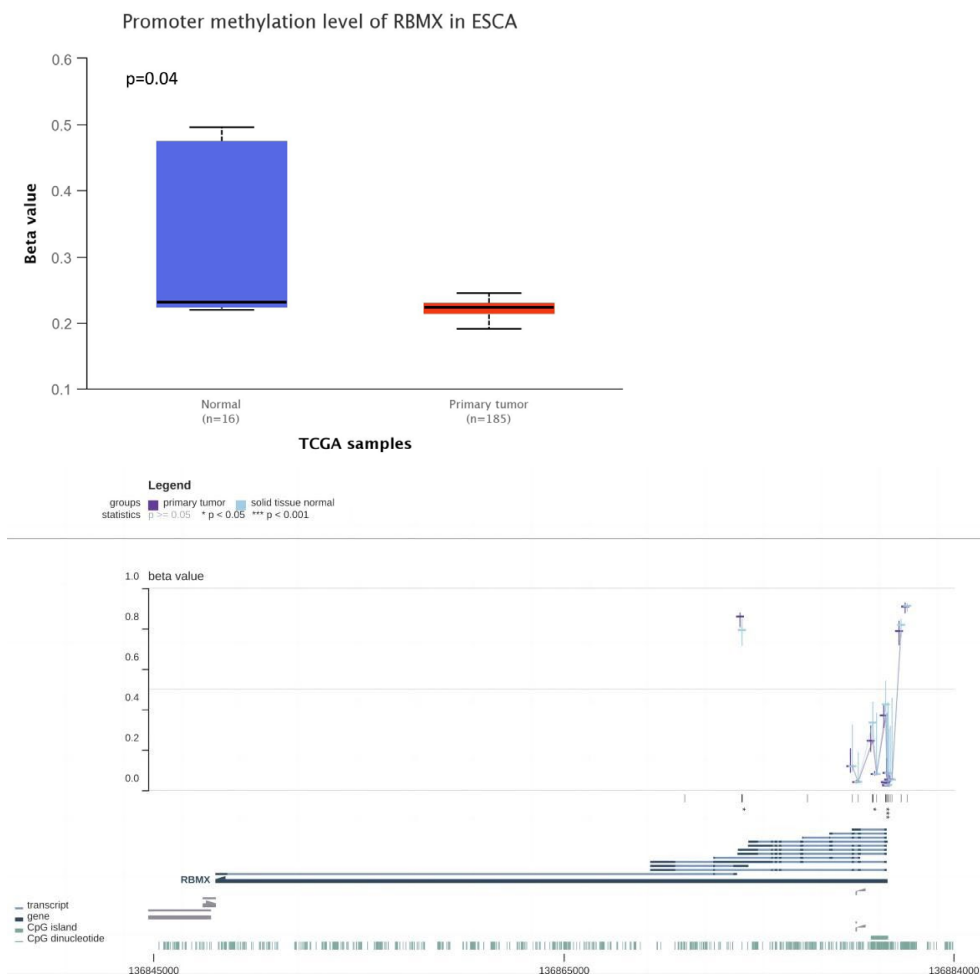 Promoter methylation level of RBMX in ESCA
p=0.04
Beta value
0.6
0.5
0.4
0.3
0.2
0.1
Normal
(n=16)
Primary tumor
(n=185)
TCGA samples
Legend
groups primary tumor solid tissue normal
statistics p >= 0.05 * p < 0.05 *** p < 0.001
1.0 beta value
0.8
0.6
0.4
0.2
0.0
RBMX
transcript
gene
CpG island
CpG dinucleotide
136845000 136865000 136884000